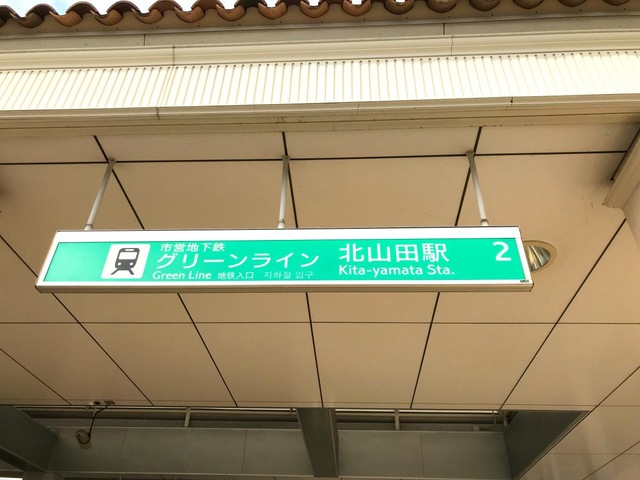 市営地下鉄
グリーンライン 北山田駅 2
Green Line 地铁入口 지하철 입구 Kita-yamata Sta.